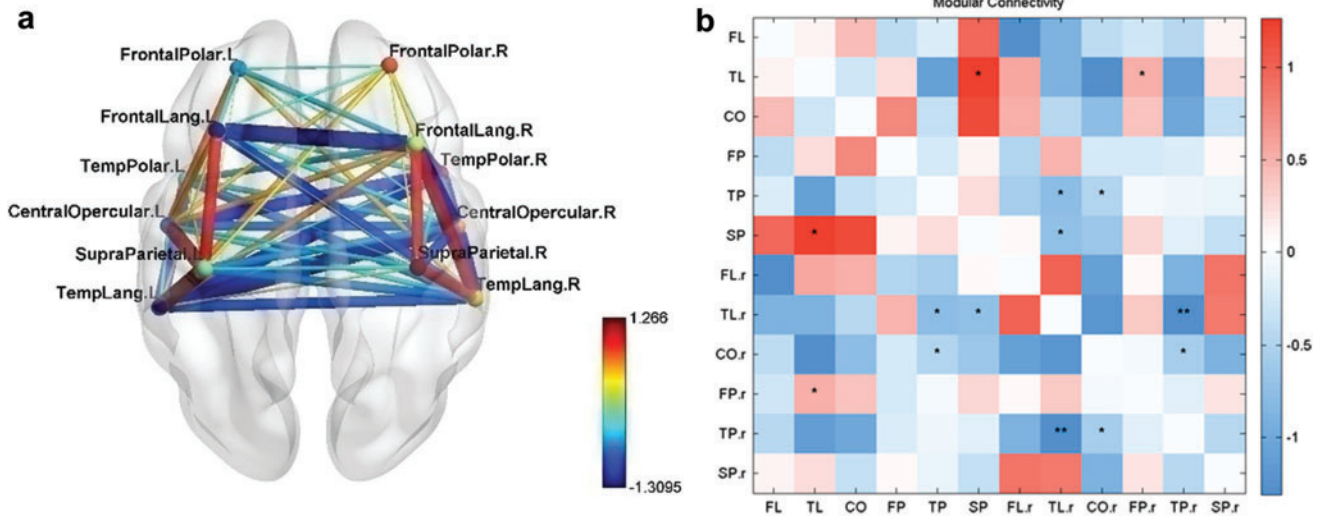 a
FrontalPolar.L
FrontalPolar.R
FrontalLang.L
FrontalLang.R
TempPolar.L
TempPolar.R
CentralOpercular.L
CentralOpercular.R
SupraParietal.L
SupraParietal.R
TempLang.L
TempLang.R
1.266
-1.3095
b
Modular Connectivity
FL
TL * *
CO
FP
TP * *
SP * *
FL.r
TL.r * * **
CO.r * *
FP.r *
TP.r ** *
SP.r
FL TL CO FP TP SP FL.r TL.r CO.r FP.r TP.r SP.r
1
0.5
0
-0.5
-1